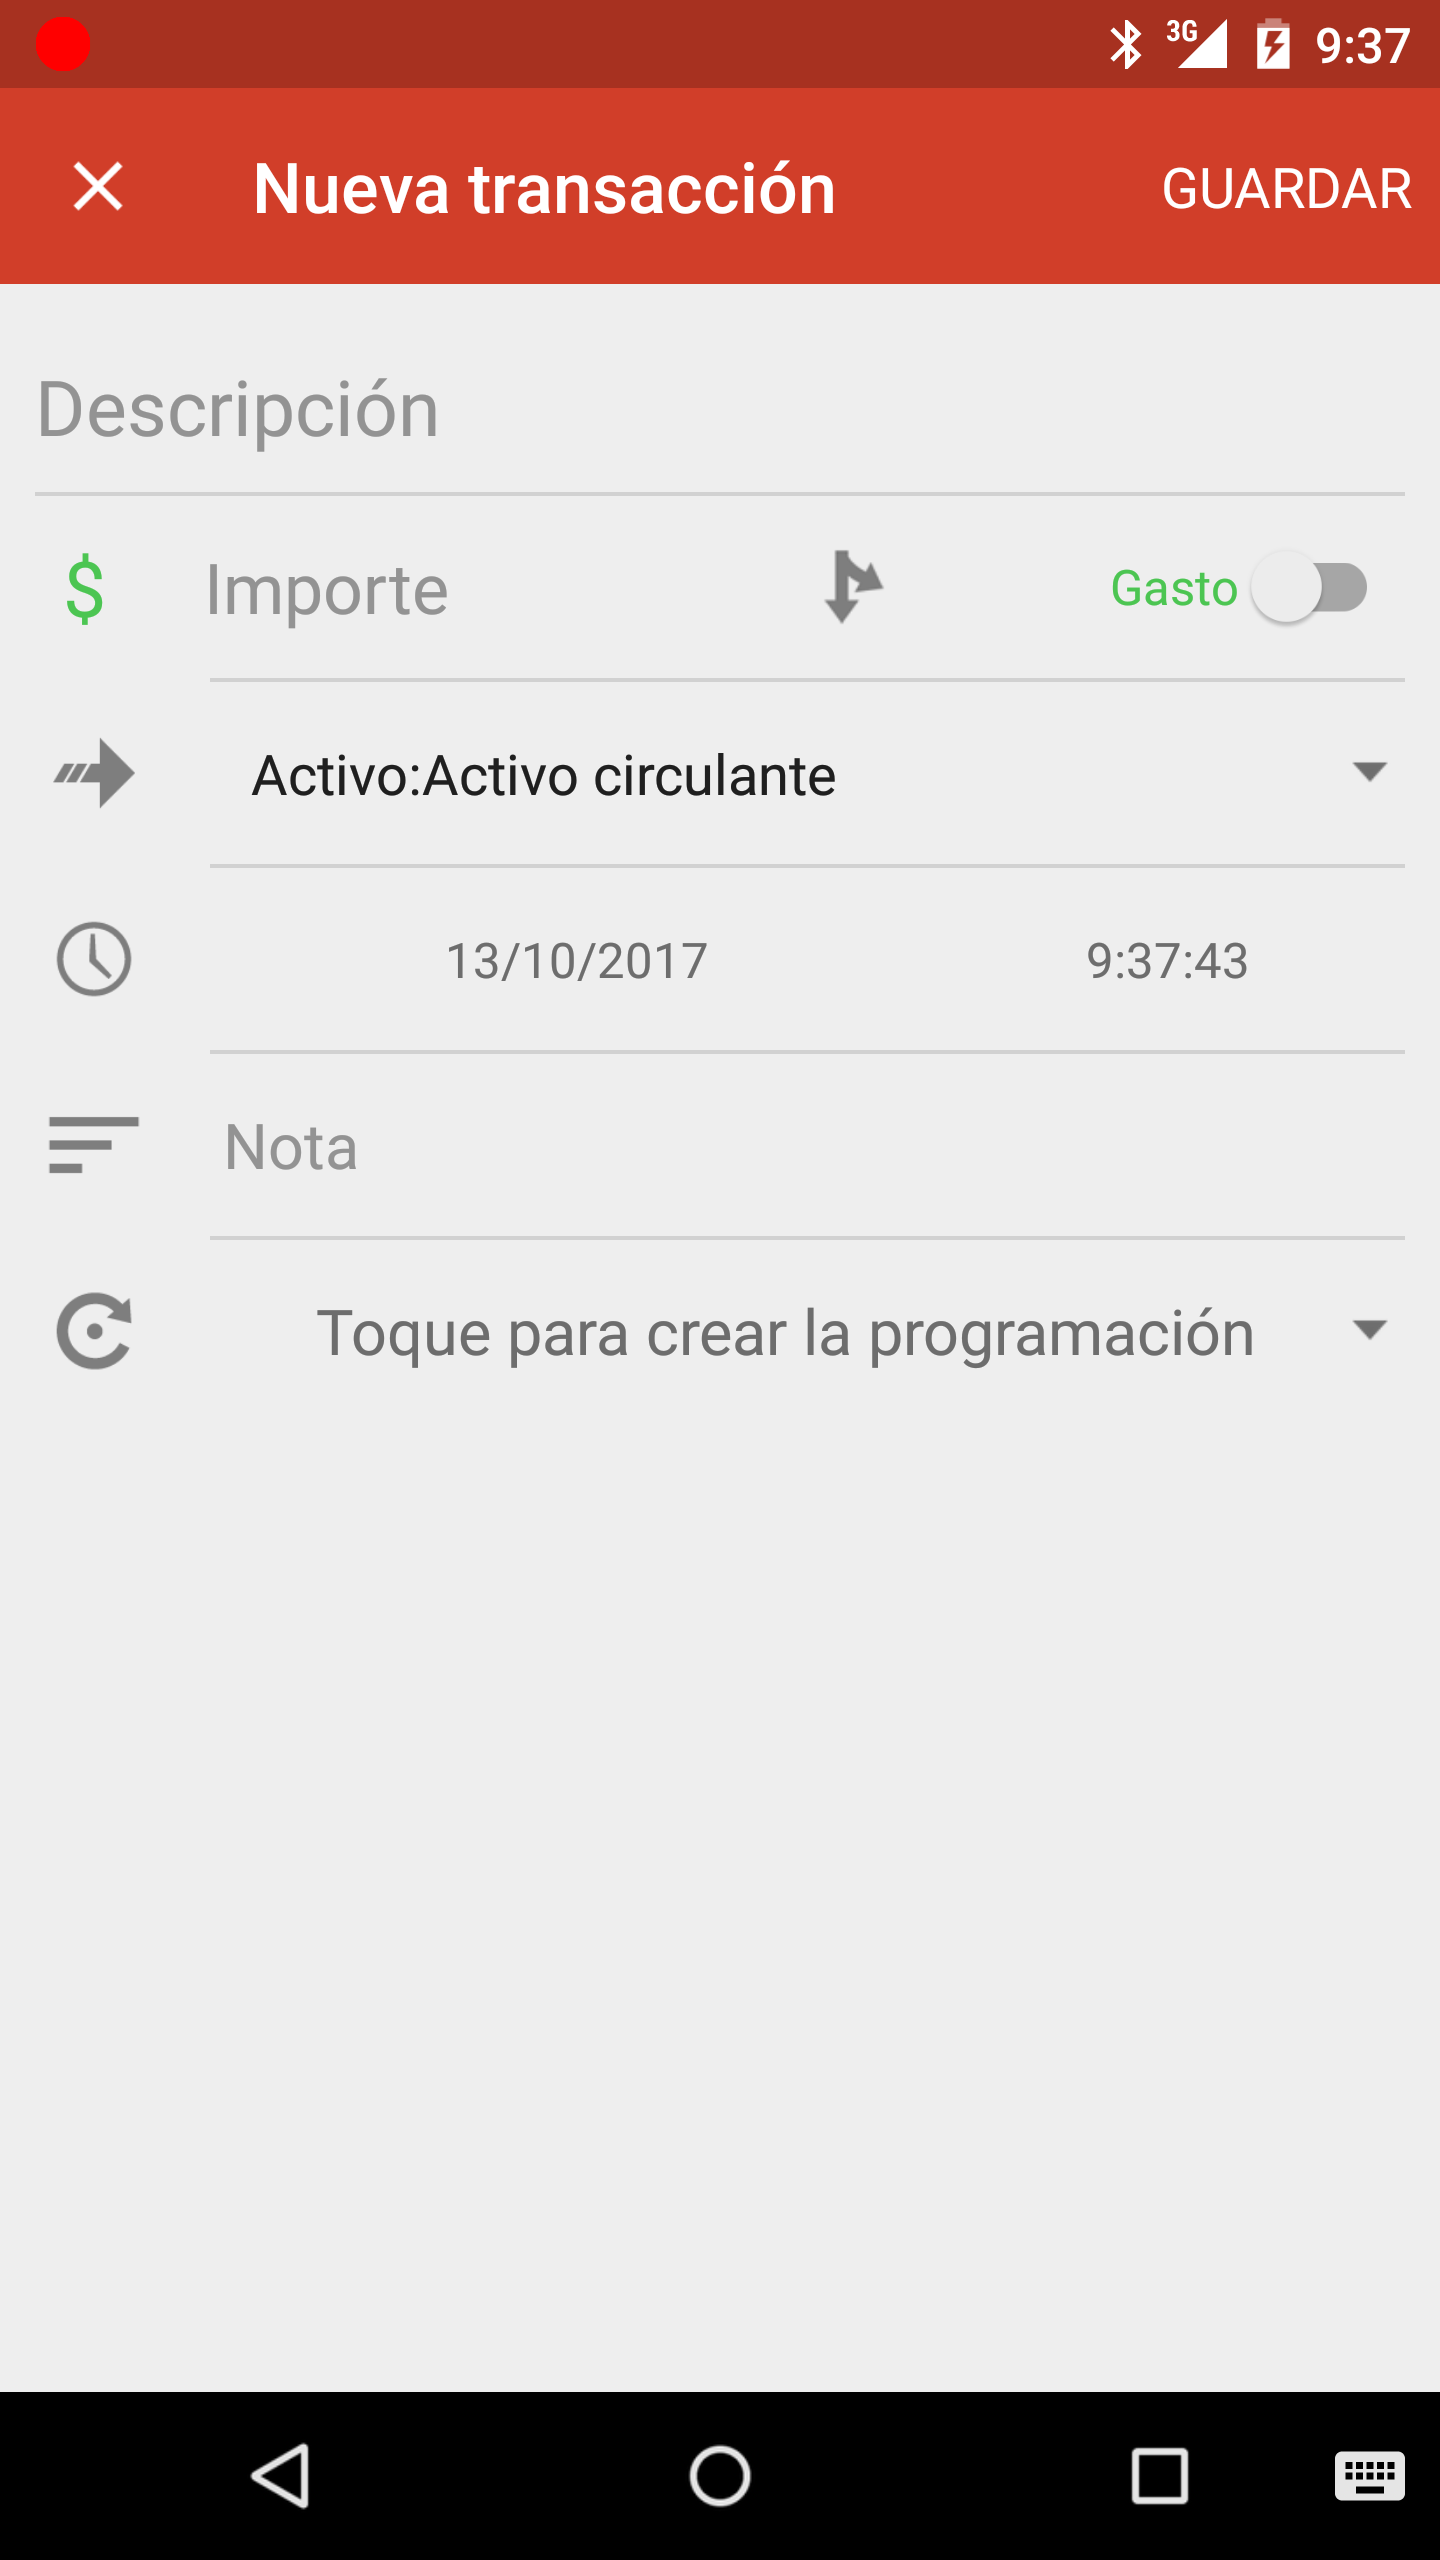 3G 9:37
Nueva transacción GUARDAR
Descripción
$ Importe Gasto
Activo:Activo circulante
13/10/2017 9:37:43
Nota
Toque para crear la programación